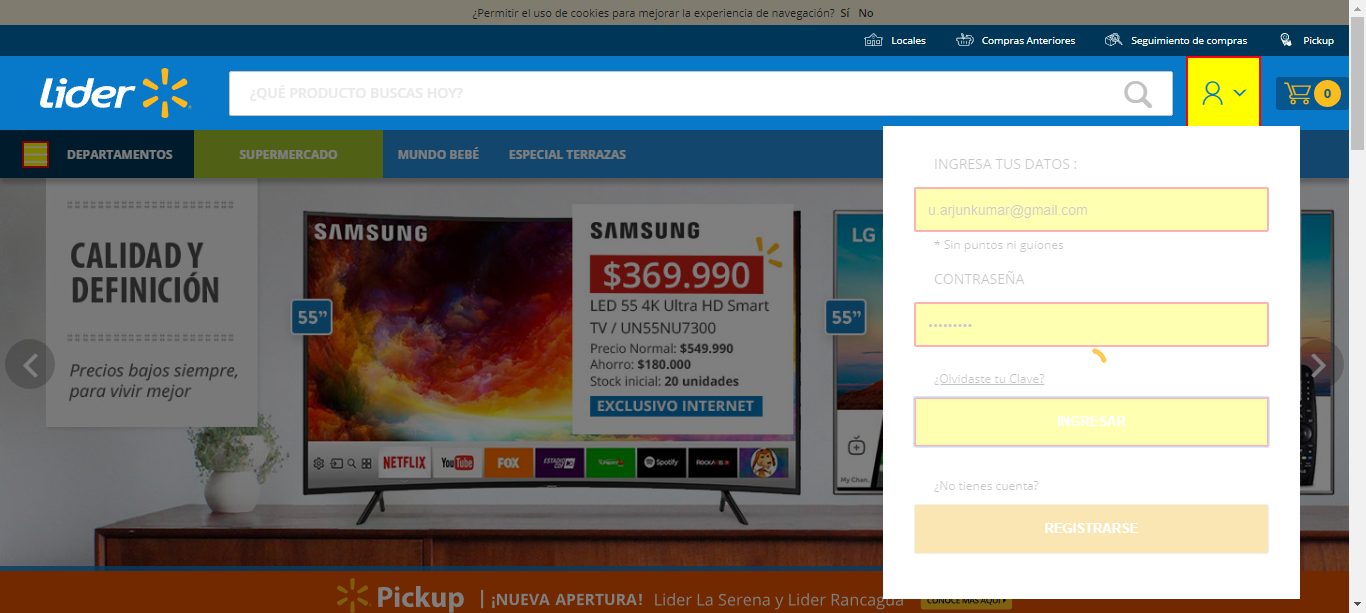 ¿Permitir el uso de cookies para mejorar la experiencia de navegación? Sí No
Locales Compras Anteriores Seguimiento de compras Pickup
Lider
¿QUÉ PRODUCTO BUSCAS HOY?
0
DEPARTAMENTOS SUPERMERCADO MUNDO BEBÉ ESPECIAL TERRAZAS
CALIDAD Y
DEFINICIÓN
Precios bajos siempre,
para vivir mejor
SAMSUNG
55”
SAMSUNG
$369.990
LED 55 4K Ultra HD Smart
TV / UN55NU7300
Precio Normal: $549.990
Ahorro: $180.000
Stock inicial: 20 unidades
EXCLUSIVO INTERNET
NETFLIX YouTube FOX Spotify
55”
LG
My Chan.
INGRESA TUS DATOS :
u.arjunkumar@gmail.com
* Sin puntos ni guiones
CONTRASEÑA
¿Olvidaste tu Clave?
INGRESAR
¿No tienes cuenta?
REGISTRARSE
Pickup | ¡NUEVA APERTURA! Lider La Serena y Lider Rancagua
CONOCE MÁS AQUÍ